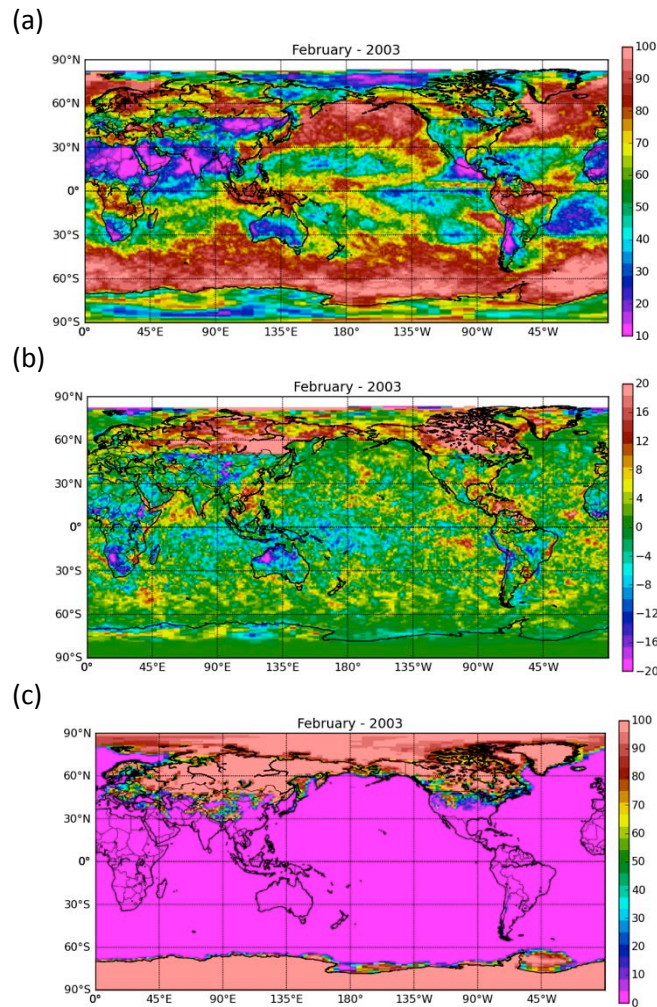 (a)
February - 2003
90°N
60°N
30°N
0°
30°S
60°S
90°S
0°
45°E
90°E
135°E
180°
135°W
90°W
45°W
100
90
80
70
60
50
40
30
20
10
(b)
February - 2003
90°N
60°N
30°N
0°
30°S
60°S
90°S
0°
45°E
90°E
135°E
180°
135°W
90°W
45°W
20
16
12
8
4
0
−4
−8
−12
−16
−20
(c)
February - 2003
90°N
60°N
30°N
0°
30°S
60°S
90°S
0°
45°E
90°E
135°E
180°
135°W
90°W
45°W
100
90
80
70
60
50
40
30
20
10
0